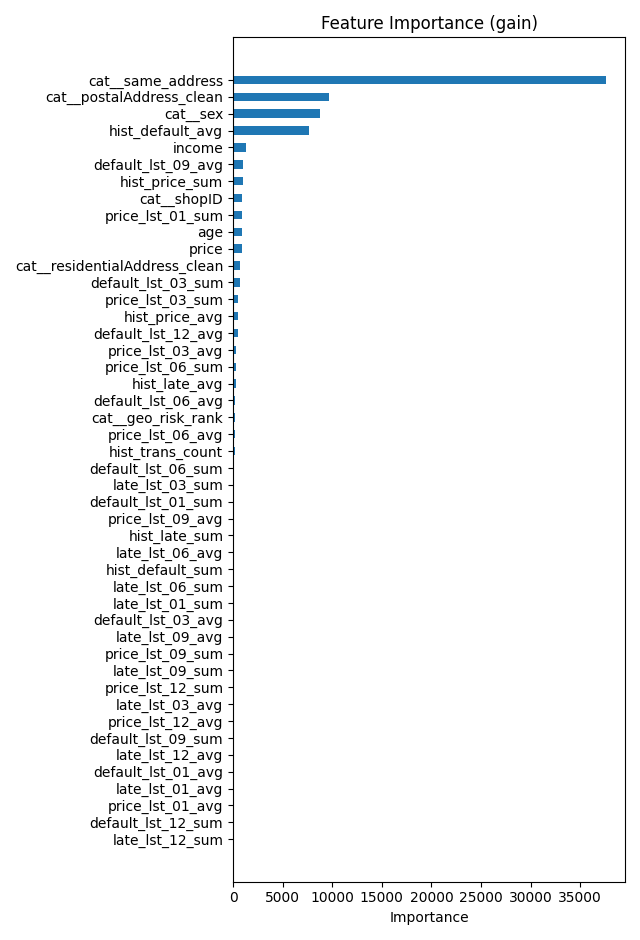 Feature Importance (gain)
cat__same_address
cat__postalAddress_clean
cat__sex
hist_default_avg
income
default_lst_09_avg
hist_price_sum
cat__shopID
price_lst_01_sum
age
price
cat__residentialAddress_clean
default_lst_03_sum
price_lst_03_sum
hist_price_avg
default_lst_12_avg
price_lst_03_avg
price_lst_06_sum
hist_late_avg
default_lst_06_avg
cat__geo_risk_rank
price_lst_06_avg
hist_trans_count
default_lst_06_sum
late_lst_03_sum
default_lst_01_sum
price_lst_09_avg
hist_late_sum
late_lst_06_avg
hist_default_sum
late_lst_06_sum
late_lst_01_sum
default_lst_03_avg
late_lst_09_avg
price_lst_09_sum
late_lst_09_sum
price_lst_12_sum
late_lst_03_avg
price_lst_12_avg
default_lst_09_sum
late_lst_12_avg
default_lst_01_avg
late_lst_01_avg
price_lst_01_avg
default_lst_12_sum
late_lst_12_sum
0 5000 10000 15000 20000 25000 30000 35000
Importance